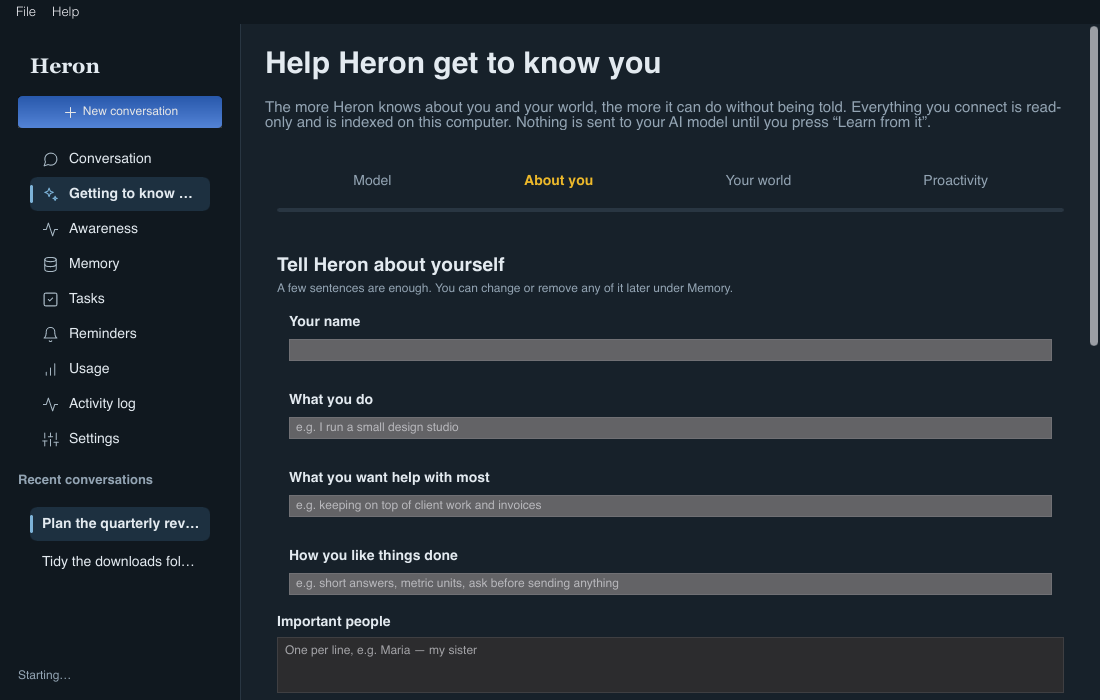 File Help
Heron
New conversation
Conversation
Getting to know …
Awareness
Memory
Tasks
Reminders
Usage
Activity log
Settings
Recent conversations
Plan the quarterly rev…
Tidy the downloads fol…
Starting…
Help Heron get to know you
The more Heron knows about you and your world, the more it can do without being told. Everything you connect is read-
only and is indexed on this computer. Nothing is sent to your AI model until you press “Learn from it”.
Model About you Your world Proactivity
Tell Heron about yourself
A few sentences are enough. You can change or remove any of it later under Memory.
Your name
What you do
e.g. I run a small design studio
What you want help with most
e.g. keeping on top of client work and invoices
How you like things done
e.g. short answers, metric units, ask before sending anything
Important people
One per line, e.g. Maria — my sister